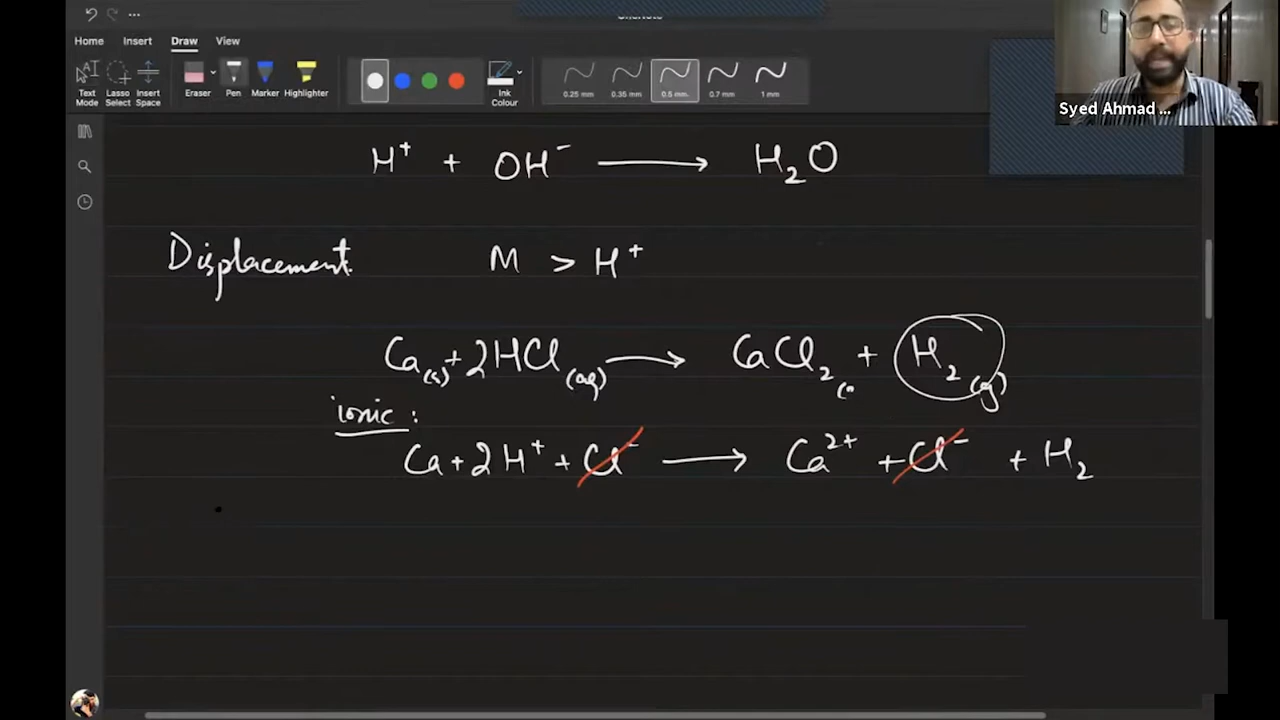 OneNote
Home Insert Draw View
Text Mode Lasso Select Insert Space Eraser Pen Marker Highlighter Ink Colour 0.25 mm 0.35 mm 0.5 mm 0.7 mm 1 mm
Syed Ahmad ...
H⁺ + OH⁻ ⟶ H₂O
Displacement. M > H⁺
Ca(s) + 2HCl(aq) ⟶ CaCl₂ + H₂(g)
ionic :
Ca + 2H⁺ + Cl⁻ ⟶ Ca²⁺ + Cl⁻ + H₂